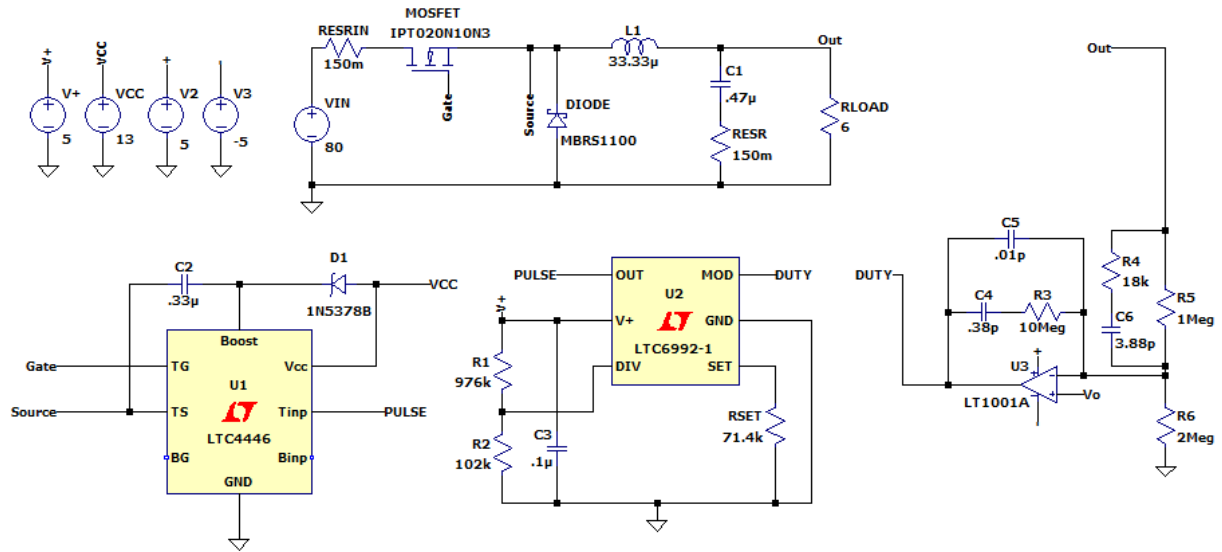 MOSFET
IPT020N10N3
RESRIN
150m
L1
33.33µ
Out
Out
V+
VCC
+
-
V+
5
VCC
13
V2
5
V3
-5
VIN
80
Gate
Source
DIODE
MBRS1100
C1
.47µ
RESR
150m
RLOAD
6
C2
.33µ
D1
1N5378B
VCC
Boost
Gate
TG
Vcc
U1
Source
TS
Tinp
PULSE
LTC4446
BG
Binp
GND
PULSE
OUT
MOD
DUTY
U2
V+
V+
GND
LTC6992-1
DIV
SET
R1
976k
R2
102k
C3
.1µ
RSET
71.4k
C5
.01p
DUTY
C4
.38p
R3
10Meg
R4
18k
C6
3.88p
R5
1Meg
U3
+
LT1001A
Vo
-
R6
2Meg